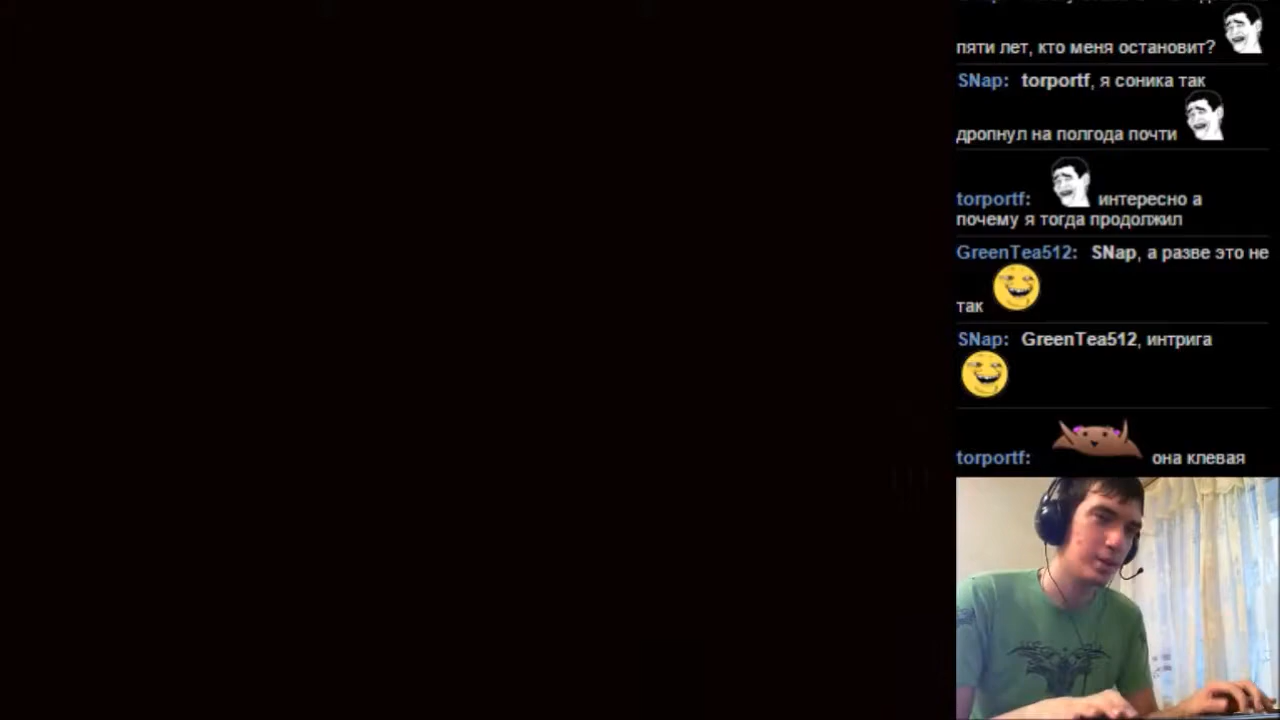 пяти лет, кто меня остановит?
SNap: torportf, я соника так
дропнул на полгода почти
torportf: интересно а
почему я тогда продолжил
GreenTea512: SNap, а разве это не
так
SNap: GreenTea512, интрига
torportf: она клевая